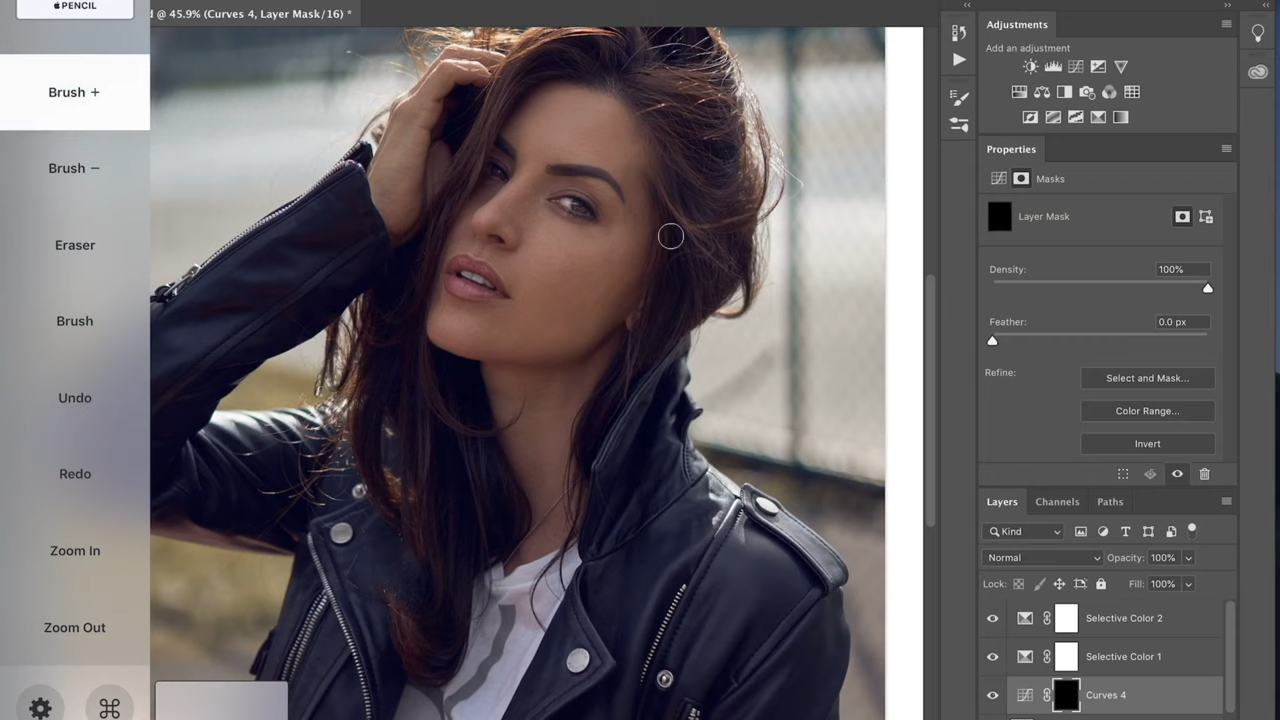 PENCIL
d @ 45.9% (Curves 4, Layer Mask/16) *
Brush +
Brush −
Eraser
Brush
Undo
Redo
Zoom In
Zoom Out
Adjustments
Add an adjustment
Properties
Masks
Layer Mask
Density: 100%
Feather: 0.0 px
Refine: Select and Mask...
Color Range...
Invert
Layers Channels Paths
Kind
Normal Opacity: 100%
Lock: Fill: 100%
Selective Color 2
Selective Color 1
Curves 4